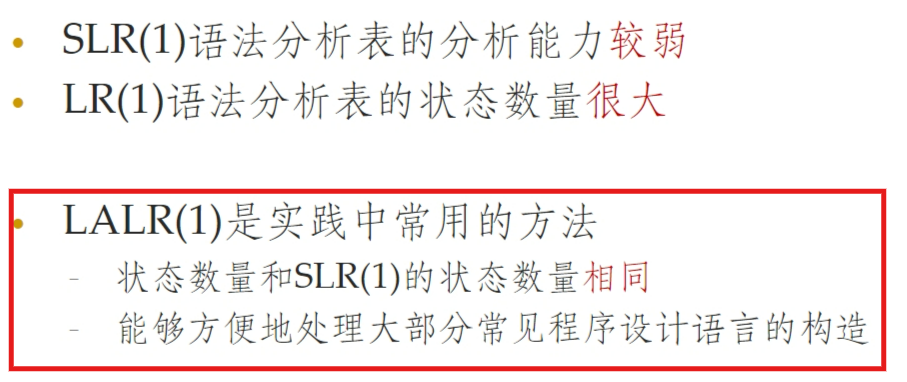 • SLR(1)语法分析表的分析能力较弱
• LR(1)语法分析表的状态数量很大
• LALR(1)是实践中常用的方法
- 状态数量和SLR(1)的状态数量相同
- 能够方便地处理大部分常见程序设计语言的构造